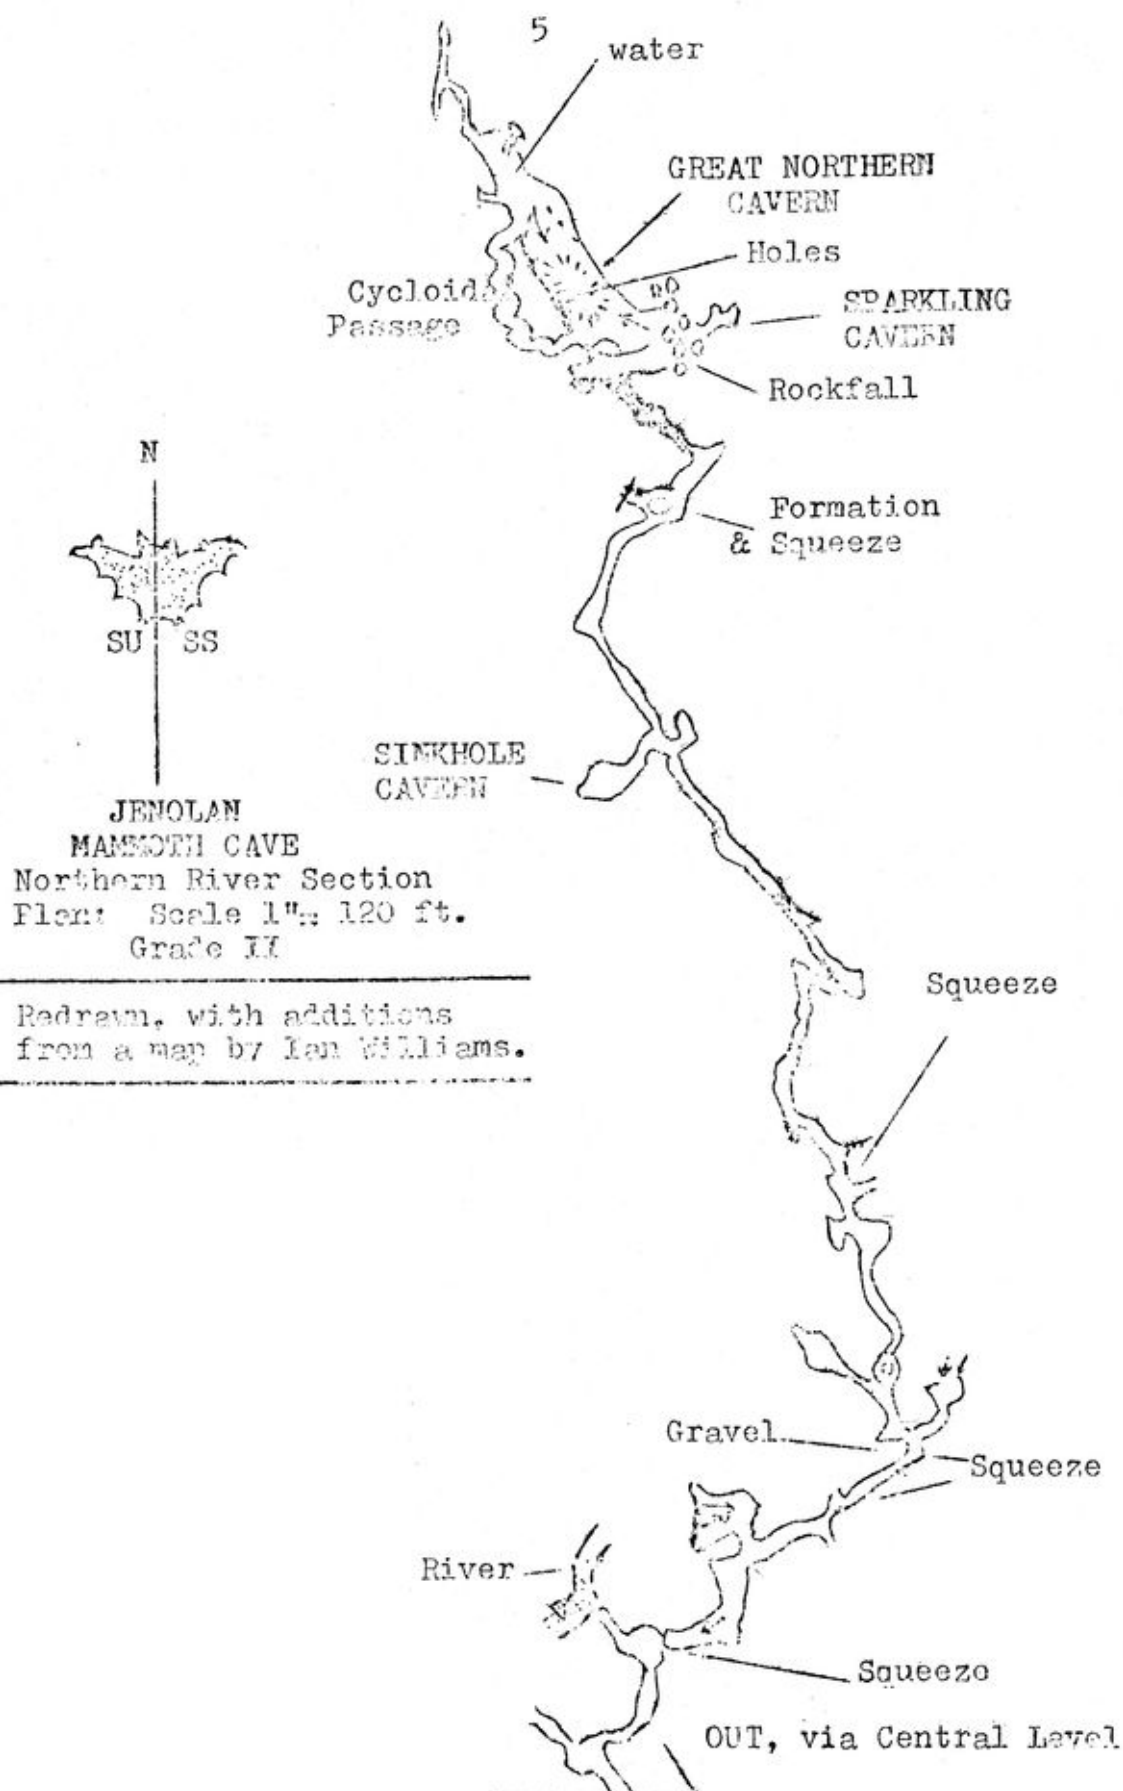 5
water
GREAT NORTHERN
CAVERN
Holes
Cycloid
Passage
SPARKLING
CAVERN
Rockfall
N
Formation
& Squeeze
SU SS
SINKHOLE
CAVERN
JENOLAN
MAMMOTH CAVE
Northern River Section
Plan: Scale 1"= 120 ft.
Grade II
Redrawn, with additions
from a map by Ian Williams.
Squeeze
Gravel
Squeeze
River
Squeeze
OUT, via Central Level